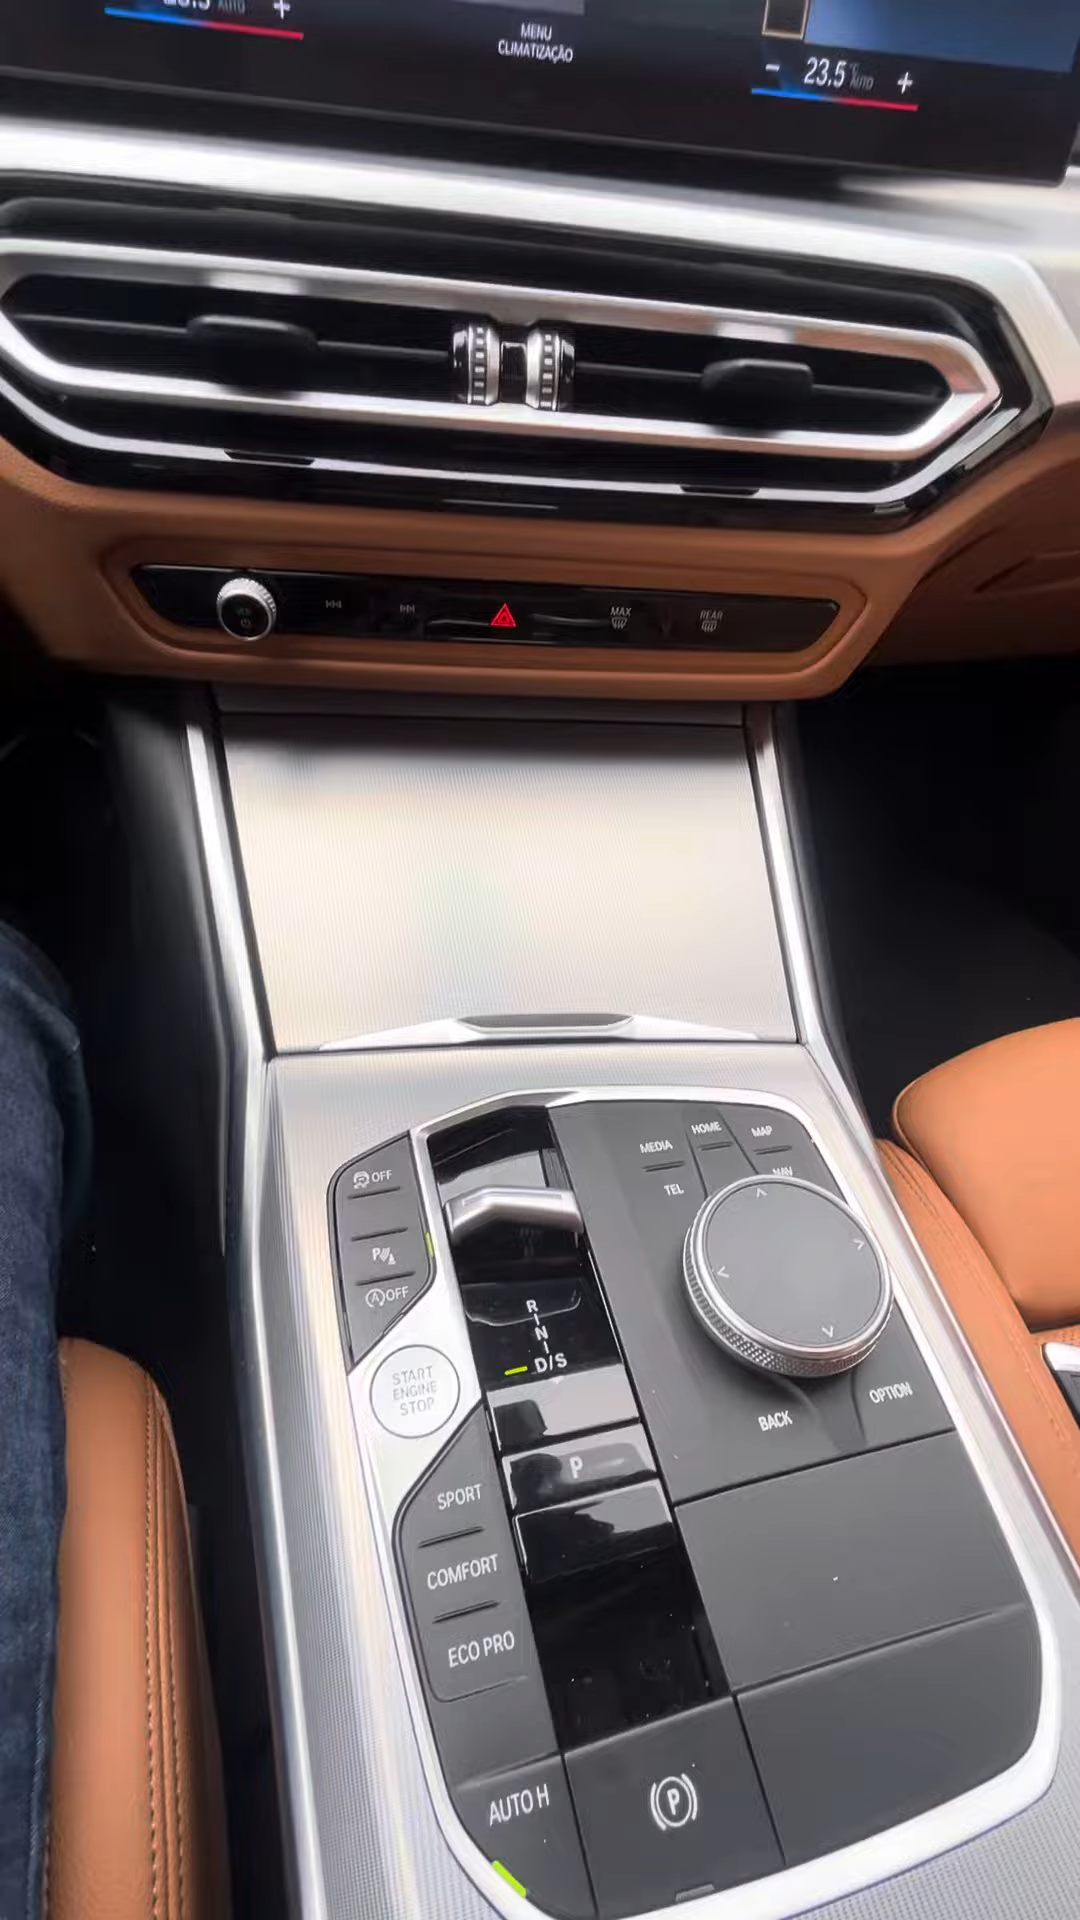 AUTO +
MENU
CLIMATIZAÇÃO
− 23.5 °C AUTO +
MAX
REAR
MEDIA
HOME
MAP
NAV
TEL
OFF
P
OFF
R
N
D/S
START
ENGINE
STOP
BACK
OPTION
P
SPORT
COMFORT
ECO PRO
AUTO H
P